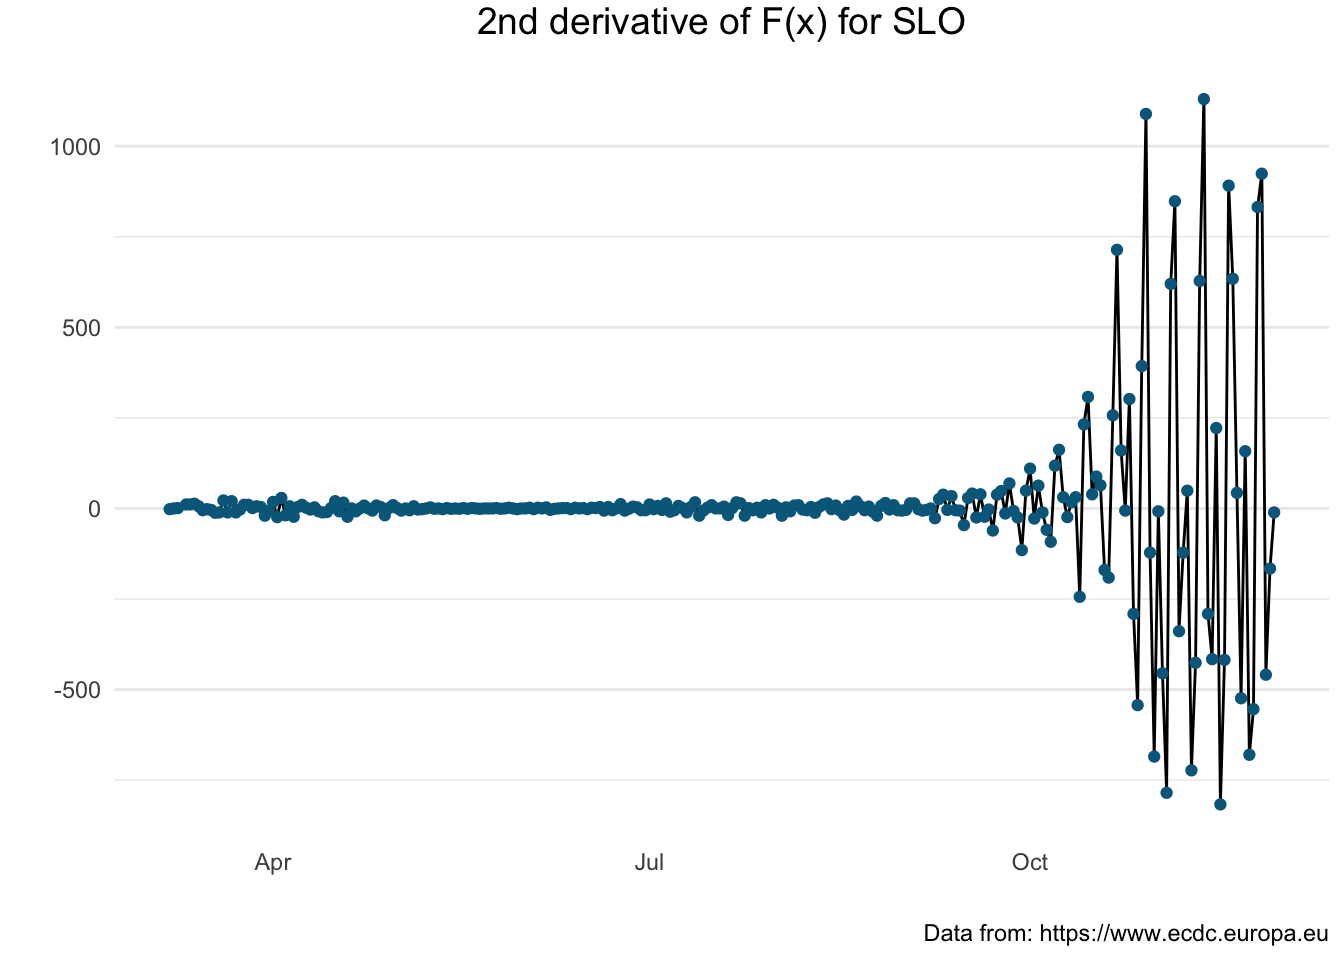 2nd derivative of F(x) for SLO
1000
500
0
-500
Apr Jul Oct
Data from: https://www.ecdc.europa.eu